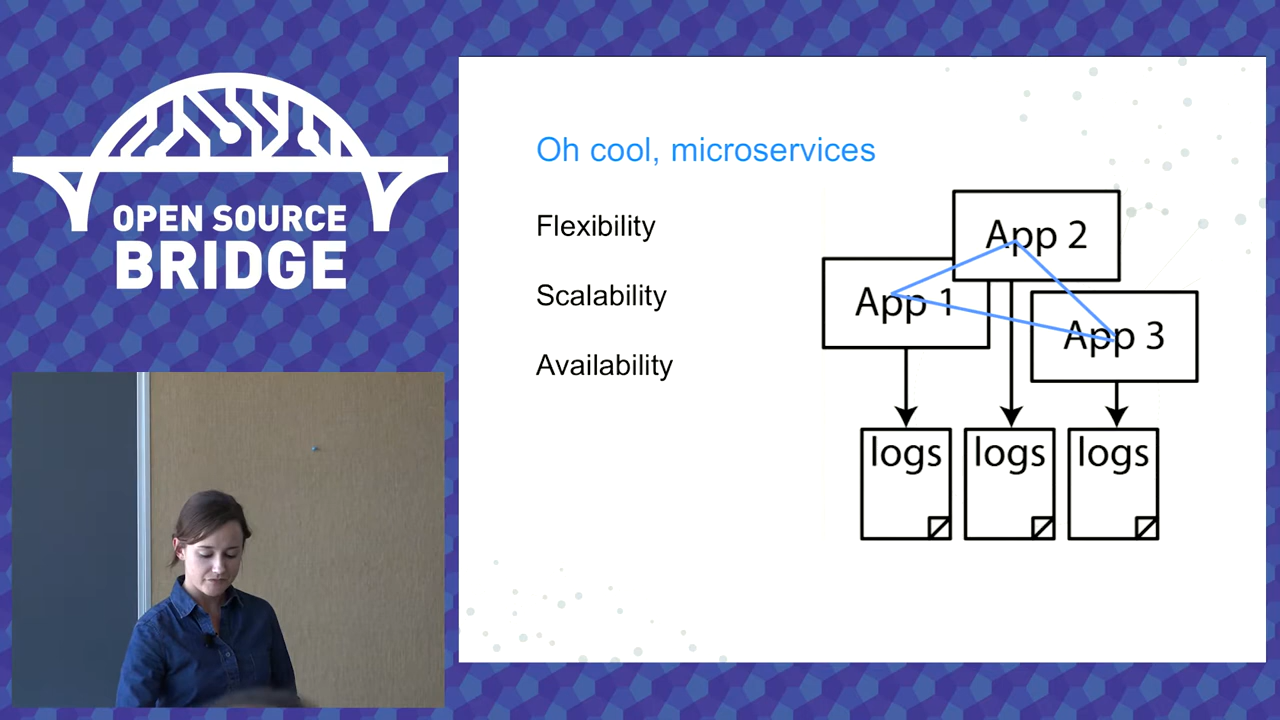 OPEN SOURCE
BRIDGE
Oh cool, microservices
Flexibility
Scalability
Availability
App 2
App 1
App 3
logs
logs
logs